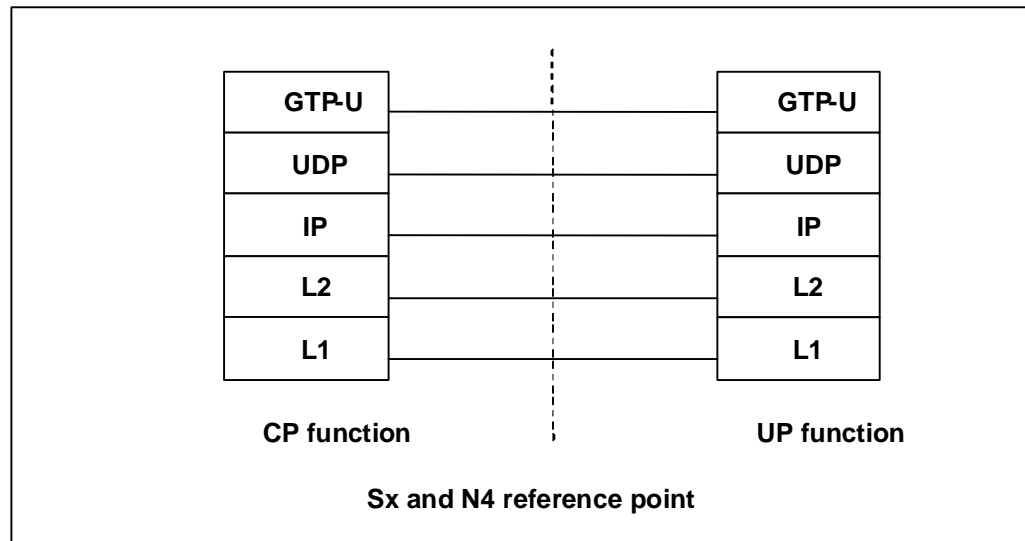 GTP-U GTP-U
UDP UDP
IP IP
L2 L2
L1 L1
CP function UP function
Sx and N4 reference point